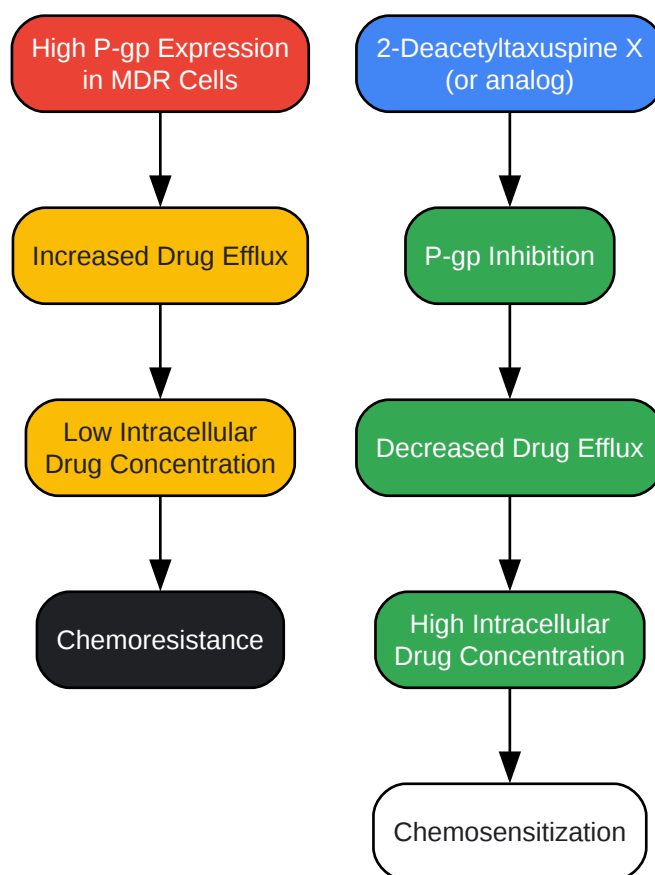 High P-gp Expression
in MDR Cells
Increased Drug Efflux
Low Intracellular
Drug Concentration
Chemoresistance
2-Deacetyltaxuspine X
(or analog)
P-gp Inhibition
Decreased Drug Efflux
High Intracellular
Drug Concentration
Chemosensitization